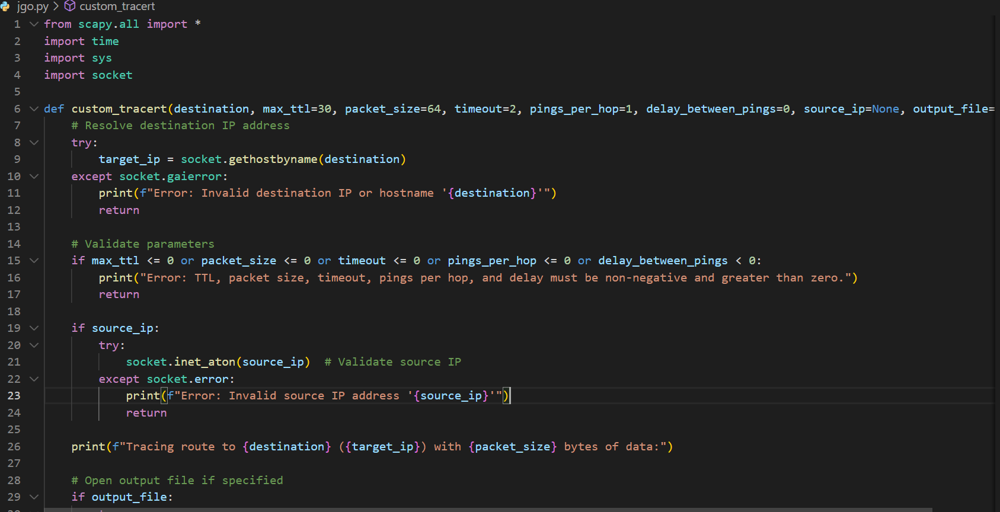 jgo.py > custom_tracert
1 from scapy.all import *
2 import time
3 import sys
4 import socket
5
6 def custom_tracert(destination, max_ttl=30, packet_size=64, timeout=2, pings_per_hop=1, delay_between_pings=0, source_ip=None, output_file=
7     # Resolve destination IP address
8     try:
9         target_ip = socket.gethostbyname(destination)
10     except socket.gaierror:
11         print(f"Error: Invalid destination IP or hostname '{destination}'")
12         return
13
14     # Validate parameters
15     if max_ttl <= 0 or packet_size <= 0 or timeout <= 0 or pings_per_hop <= 0 or delay_between_pings < 0:
16         print("Error: TTL, packet size, timeout, pings per hop, and delay must be non-negative and greater than zero.")
17         return
18
19     if source_ip:
20         try:
21             socket.inet_aton(source_ip)  # Validate source IP
22         except socket.error:
23             print(f"Error: Invalid source IP address '{source_ip}'")
24             return
25
26     print(f"Tracing route to {destination} ({target_ip}) with {packet_size} bytes of data:")
27
28     # Open output file if specified
29     if output_file: